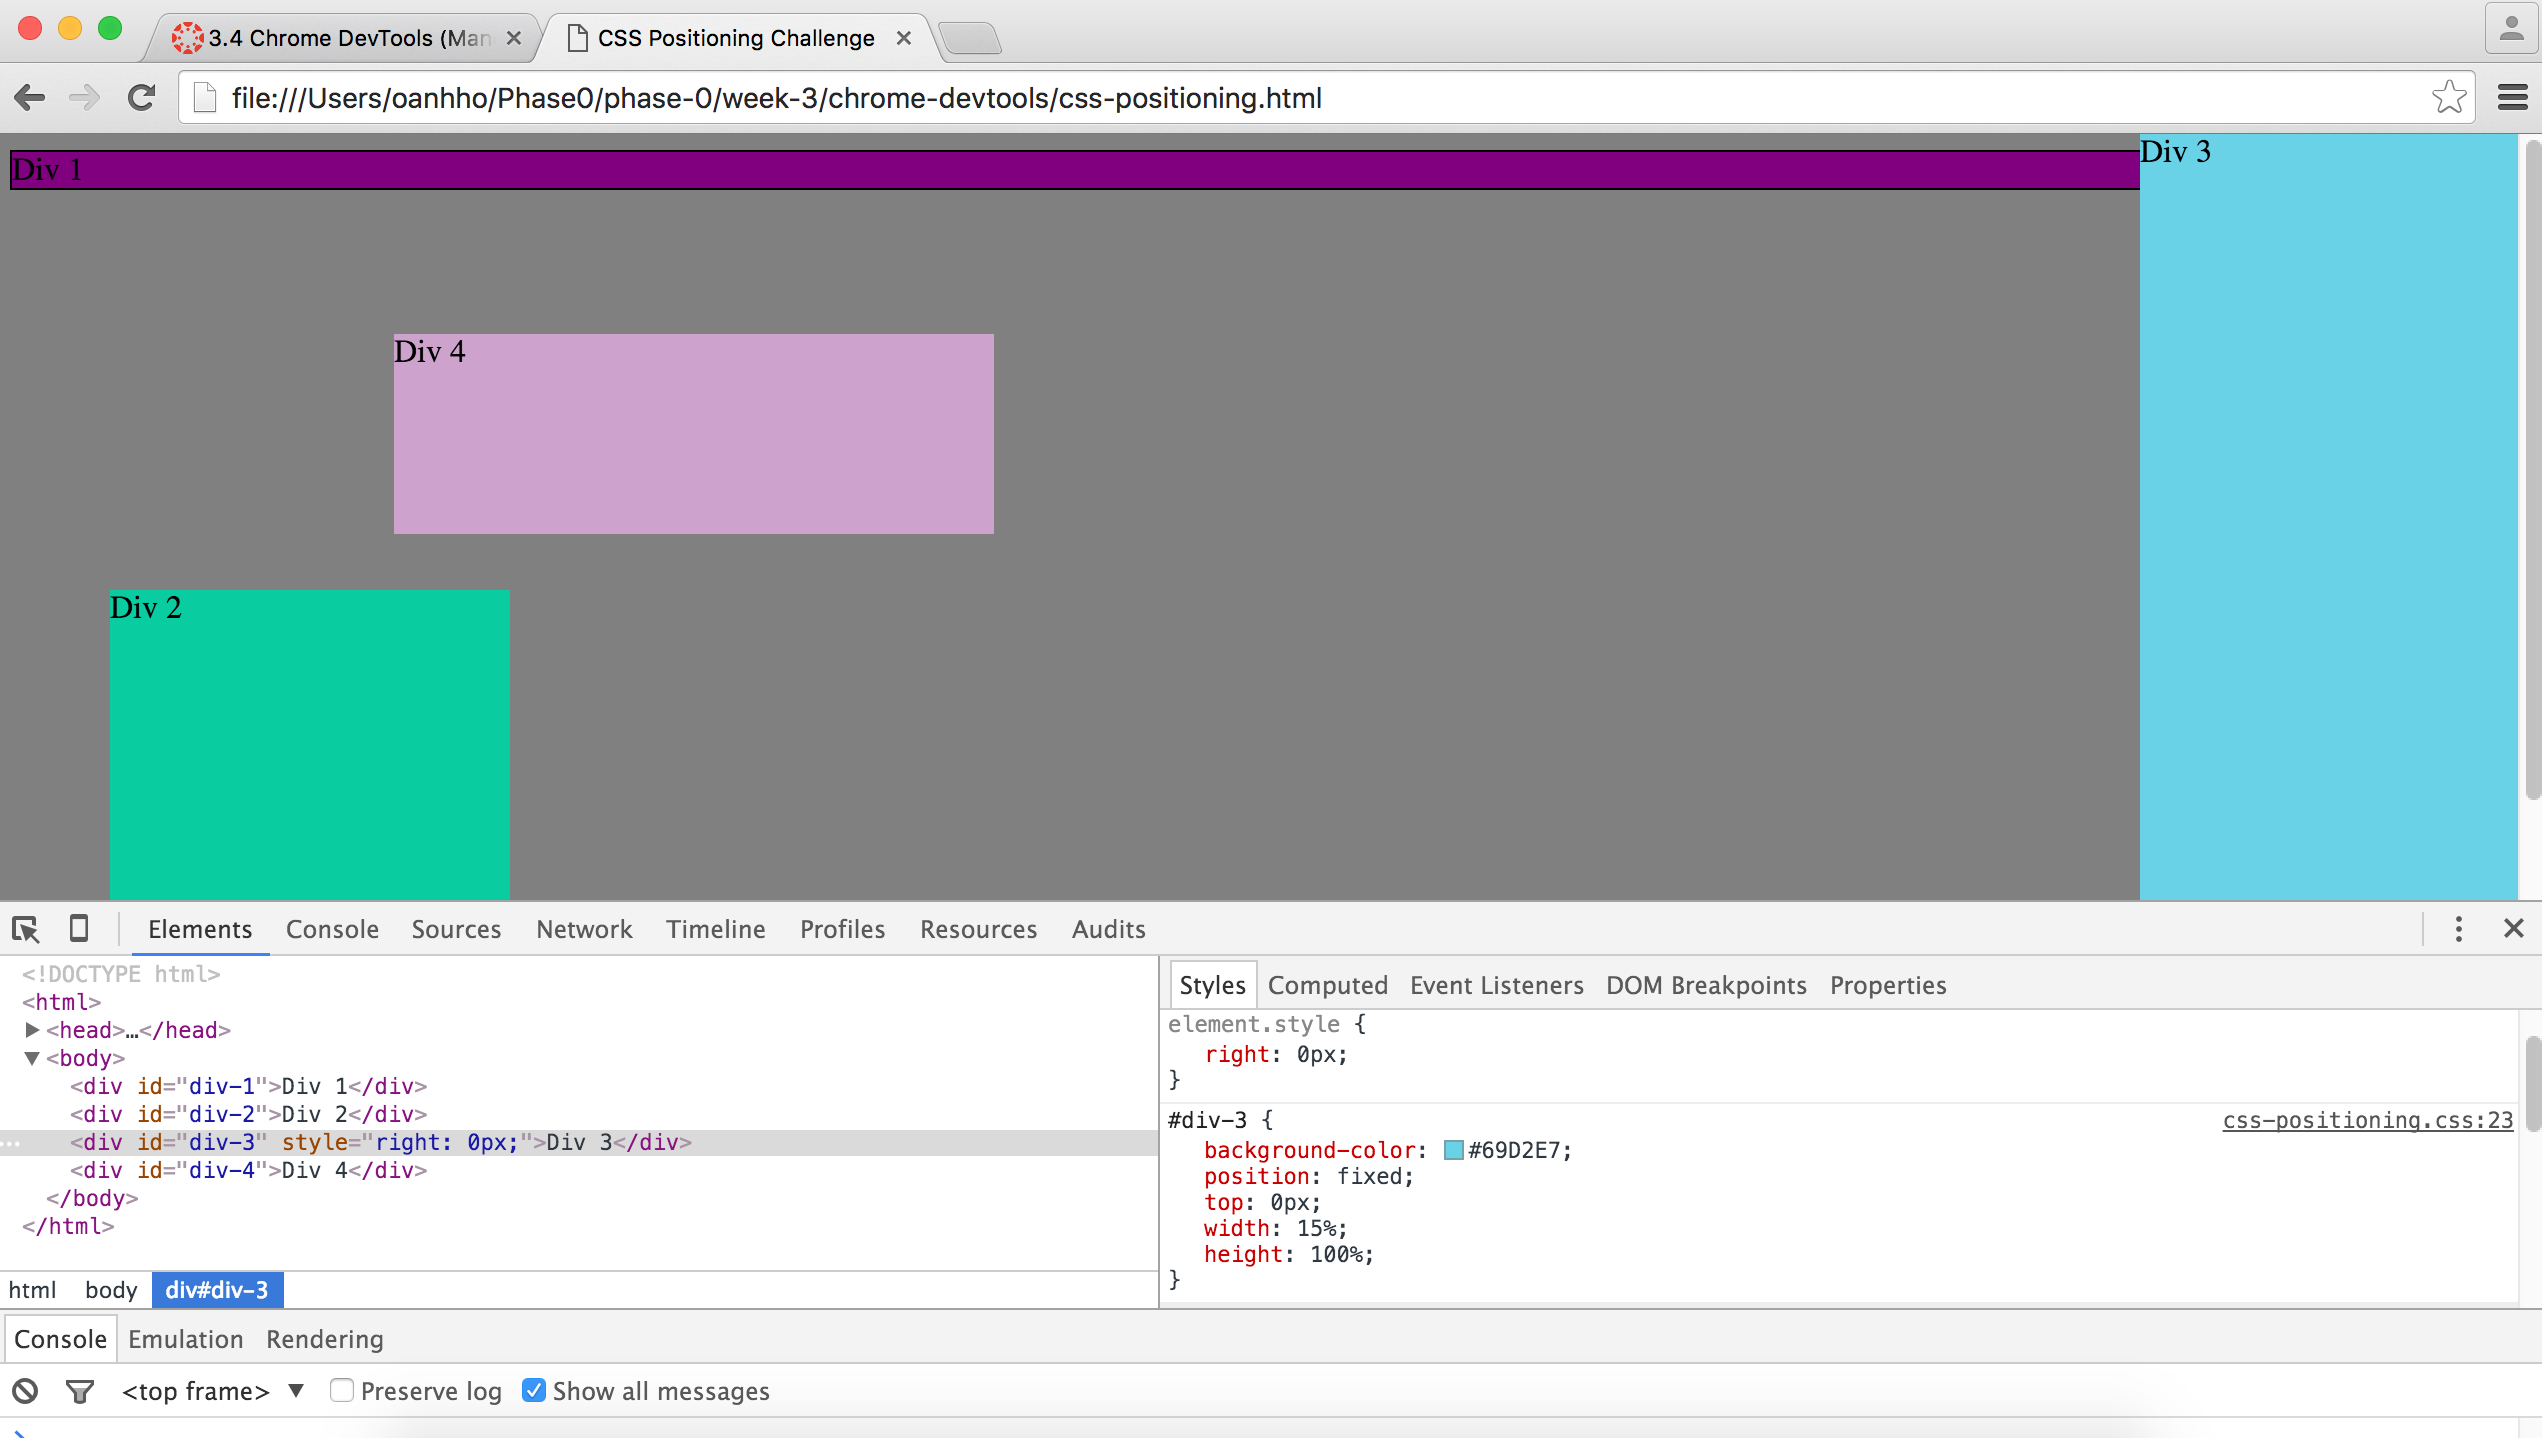 3.4 Chrome DevTools (Man
CSS Positioning Challenge
file:///Users/oanhho/Phase0/phase-0/week-3/chrome-devtools/css-positioning.html
Div 1
Div 3
Div 4
Div 2
Elements Console Sources Network Timeline Profiles Resources Audits
<!DOCTYPE html>
<html>
<head>…</head>
<body>
<div id="div-1">Div 1</div>
<div id="div-2">Div 2</div>
<div id="div-3" style="right: 0px;">Div 3</div>
<div id="div-4">Div 4</div>
</body>
</html>
html body div#div-3
Styles Computed Event Listeners DOM Breakpoints Properties
element.style {
right: 0px;
}
#div-3 { css-positioning.css:23
background-color: #69D2E7;
position: fixed;
top: 0px;
width: 15%;
height: 100%;
}
Console Emulation Rendering
<top frame> Preserve log Show all messages